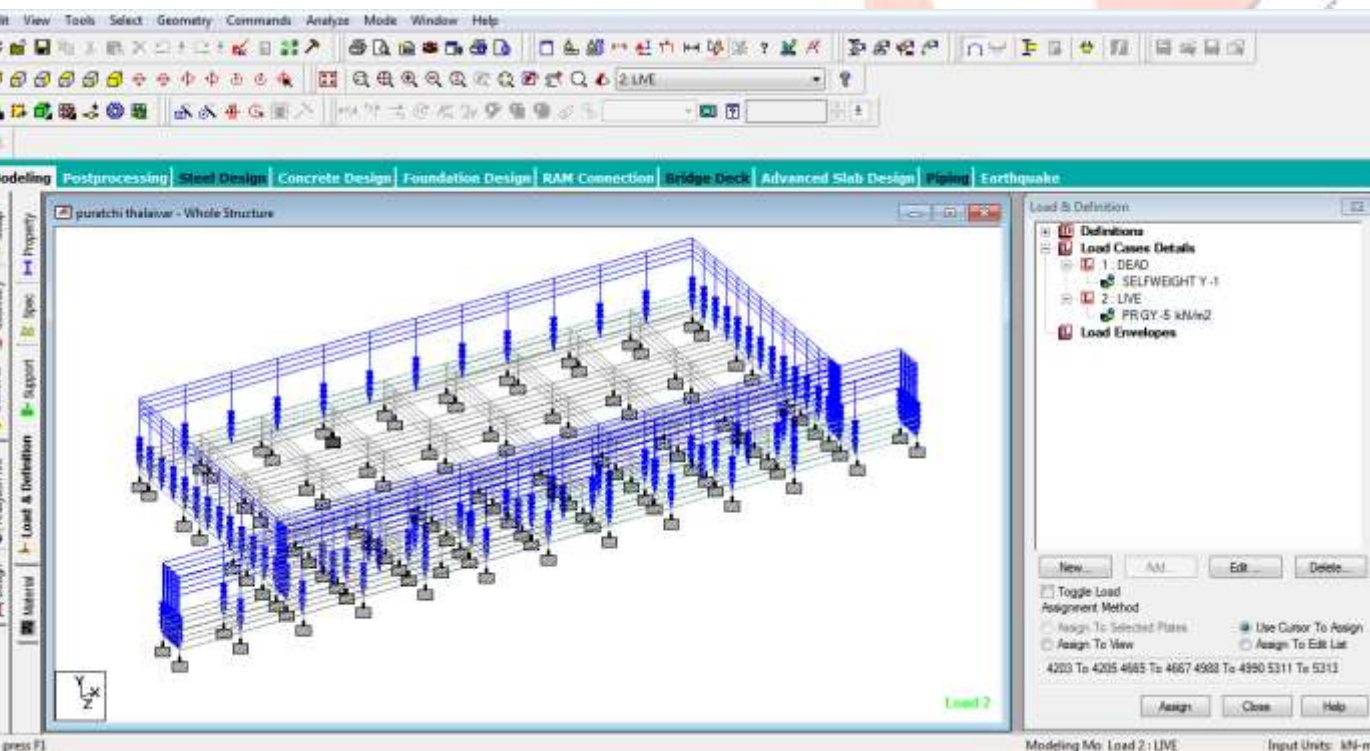 View Tools Select Geometry Commands Analyze Mode Window Help
2: LIVE
Postprocessing Steel Design Concrete Design Foundation Design RAM Connection Bridge Deck Advanced Slab Design Piping Earthquake
puratchi thalaivar - Whole Structure
Property
Spec
Support
Load & Definition
Material
Load 2
Y
X
Z
Load & Definition
Definitions
Load Cases Details
1 : DEAD
SELFWEIGHT Y -1
2 : LIVE
PR GY -5 kN/m2
Load Envelopes
New... Add... Edit... Delete...
Toggle Load
Assignment Method
Assign To Selected Plates Use Cursor To Assign
Assign To View Assign To Edit List
4203 To 4205 4665 To 4667 4988 To 4990 5311 To 5313
Assign Close Help
press F1
Modeling Mo Load 2 : LIVE Input Units: